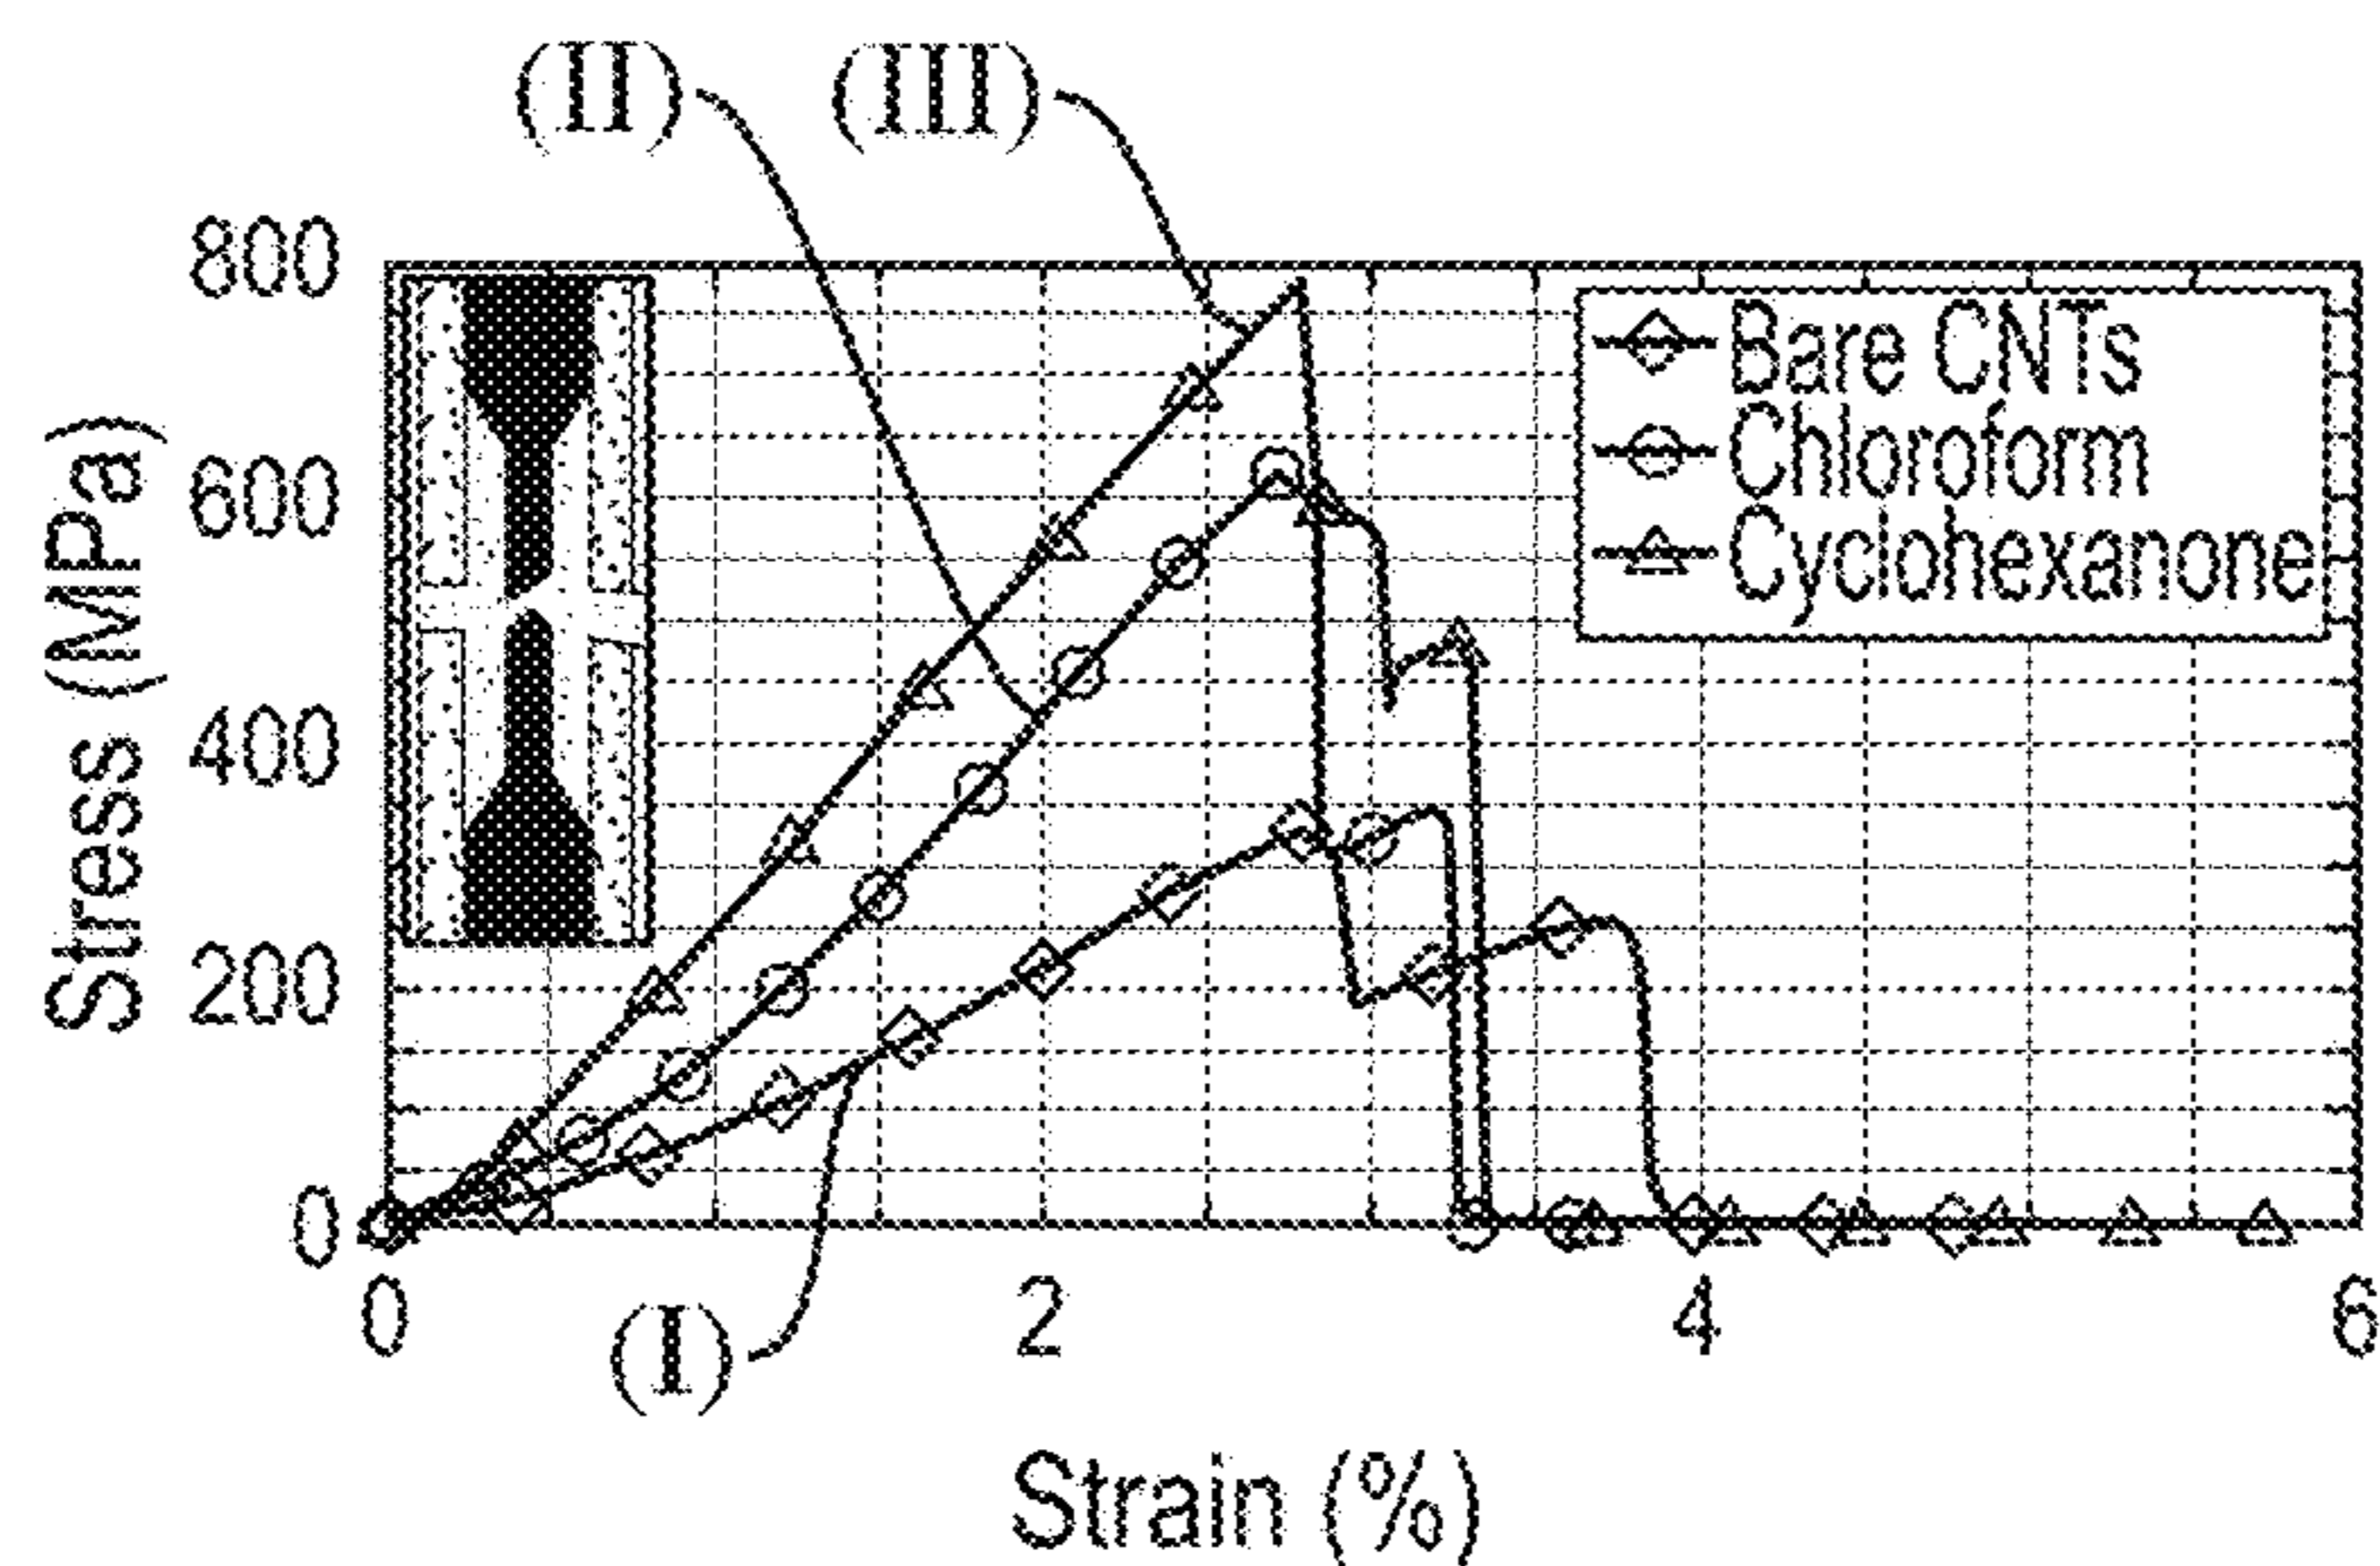 (II) (III)
800
600
400
200
0
Stress (MPa)
Bare CNTs
Chloroform
Cyclohexanone
0 2 4 6
(I)
Strain (%)